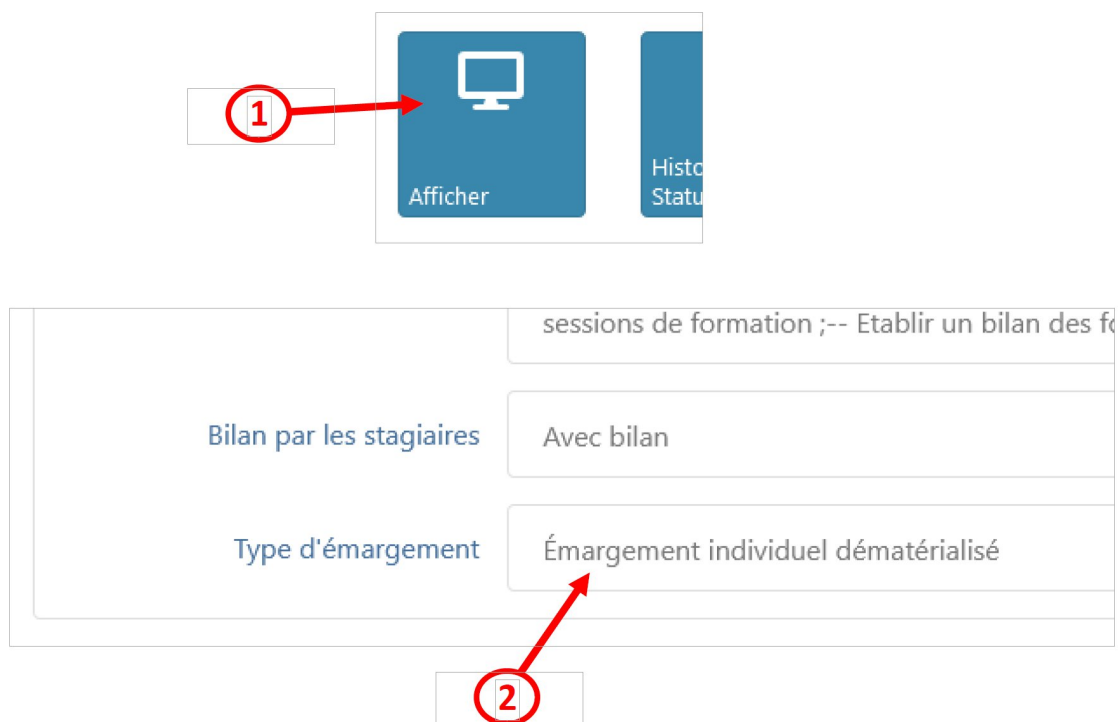 1
Afficher
Histo
Statu
sessions de formation ;-- Etablir un bilan des fo
Bilan par les stagiaires
Avec bilan
Type d'émargement
Émargement individuel dématérialisé
2